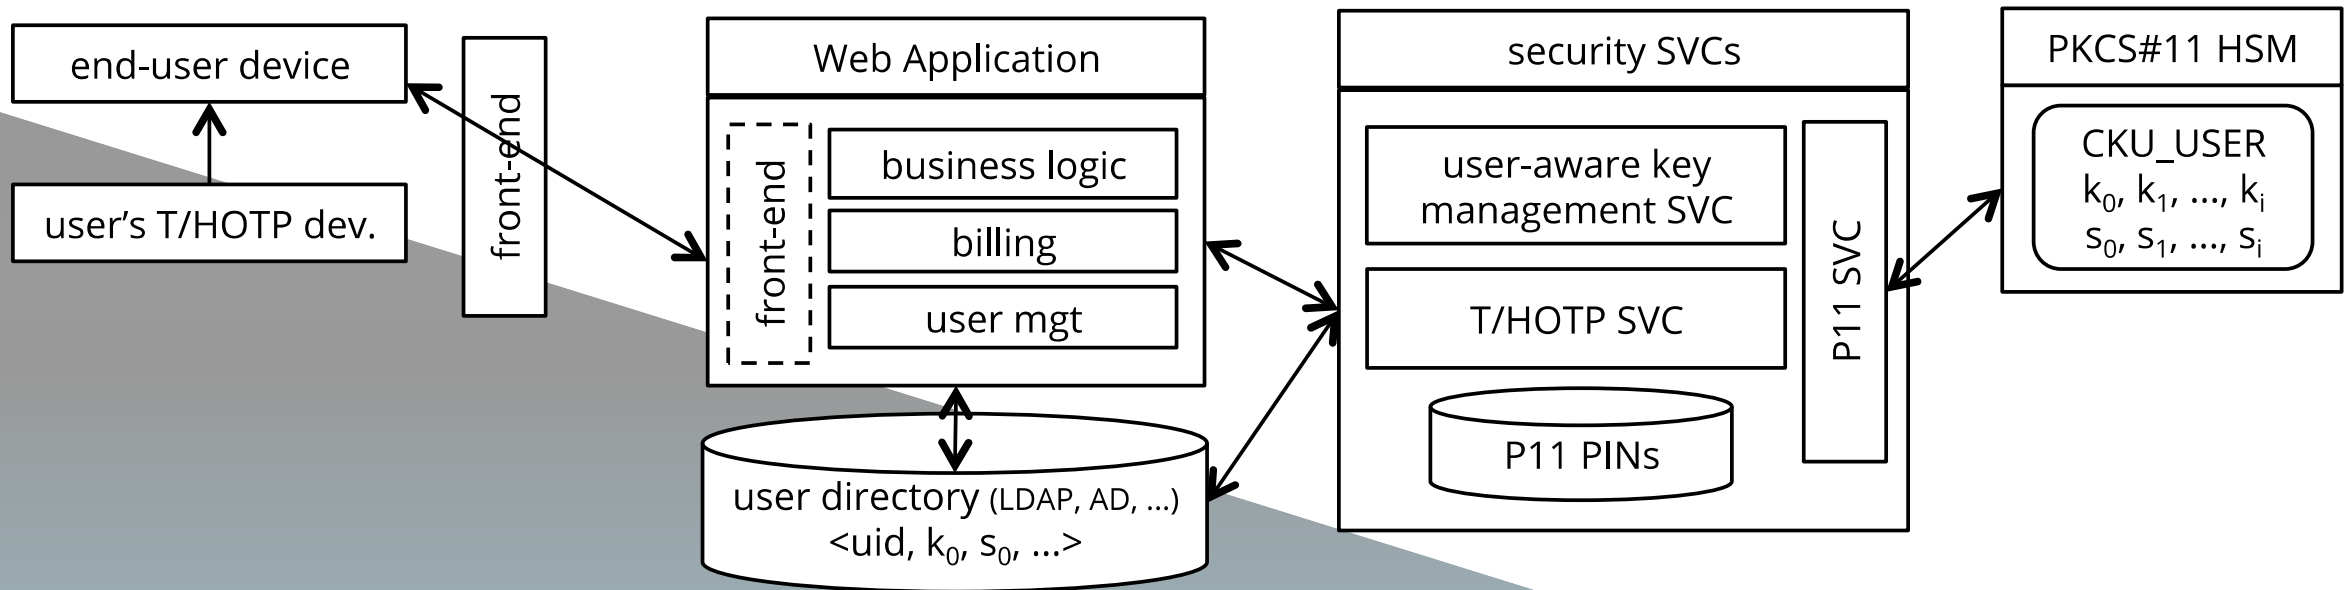 end-user device
user's T/HOTP dev.
front-end
Web Application
front-end
business logic
billing
user mgt
user directory (LDAP, AD, ...)
<uid, k₀, s₀, ...>
security SVCs
user-aware key
management SVC
T/HOTP SVC
P11 PINs
P11 SVC
PKCS#11 HSM
CKU_USER
k₀, k₁, ..., kᵢ
s₀, s₁, ..., sᵢ